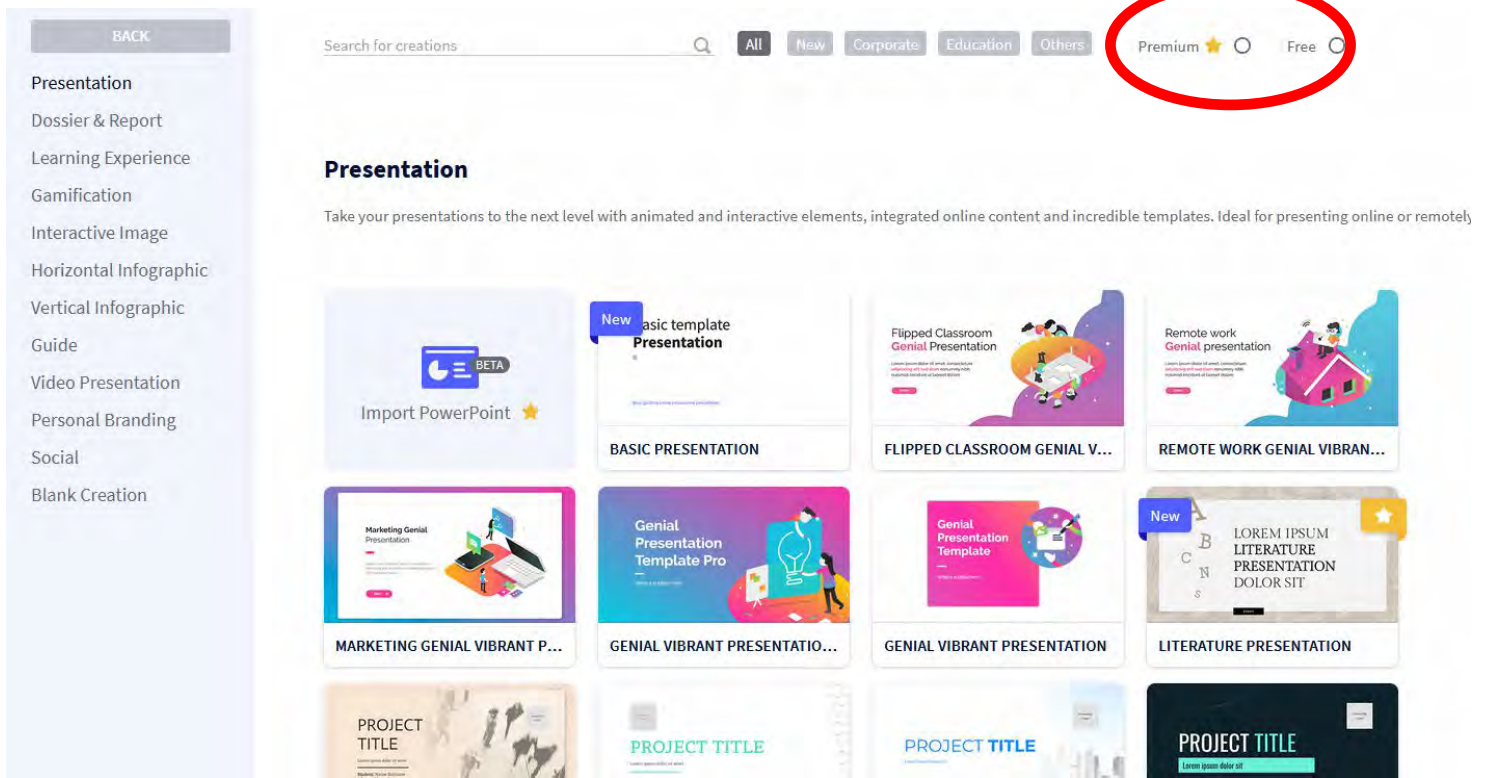 BACK
Presentation
Dossier & Report
Learning Experience
Gamification
Interactive Image
Horizontal Infographic
Vertical Infographic
Guide
Video Presentation
Personal Branding
Social
Blank Creation
Search for creations
All New Corporate Education Others Premium Free
Presentation
Take your presentations to the next level with animated and interactive elements, integrated online content and incredible templates. Ideal for presenting online or remotely
BETA
Import PowerPoint
New
asic template
Presentation
BASIC PRESENTATION
Flipped Classroom
Genial Presentation
FLIPPED CLASSROOM GENIAL V...
Remote work
Genial presentation
REMOTE WORK GENIAL VIBRAN...
Marketing Genial
Presentation
MARKETING GENIAL VIBRANT P...
Genial
Presentation
Template Pro
GENIAL VIBRANT PRESENTATIO...
Genial
Presentation
Template
GENIAL VIBRANT PRESENTATION
New
A
B
C
N
S
LOREM IPSUM
LITERATURE
PRESENTATION
DOLOR SIT
LITERATURE PRESENTATION
PROJECT
TITLE
PROJECT TITLE
PROJECT TITLE
PROJECT TITLE
Lorem ipsum dolor sit